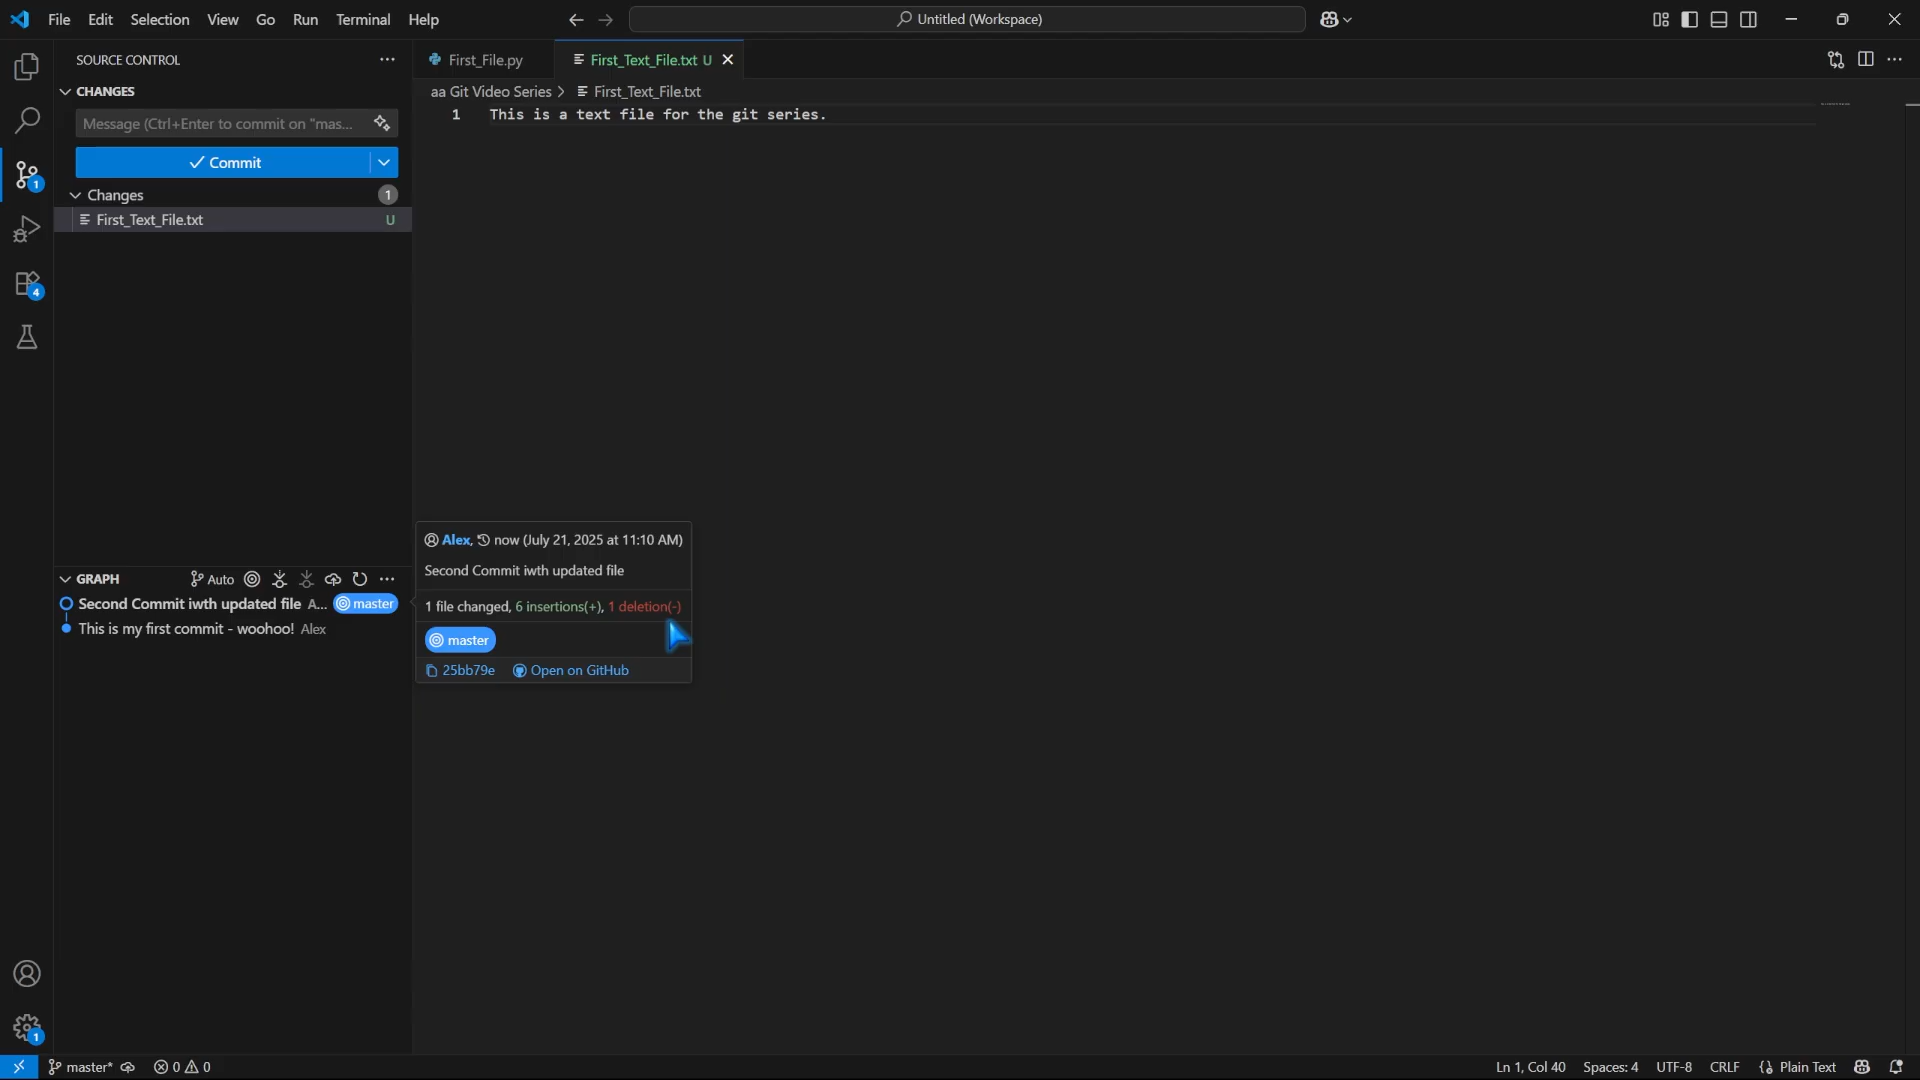 File Edit Selection View Go Run Terminal Help
Untitled (Workspace)
SOURCE CONTROL
First_File.py
First_Text_File.txt U
CHANGES
aa Git Video Series > First_Text_File.txt
Message (Ctrl+Enter to commit on "mas...
1 This is a text file for the git series.
Commit
1
Changes 1
First_Text_File.txt U
4
Alex, now (July 21, 2025 at 11:10 AM)
Second Commit iwth updated file
GRAPH Auto
1 file changed, 6 insertions(+), 1 deletion(-)
Second Commit iwth updated file A... master
This is my first commit - woohoo! Alex
master
25bb79e Open on GitHub
1
master* 0 0
Ln 1, Col 40 Spaces: 4 UTF-8 CRLF {} Plain Text